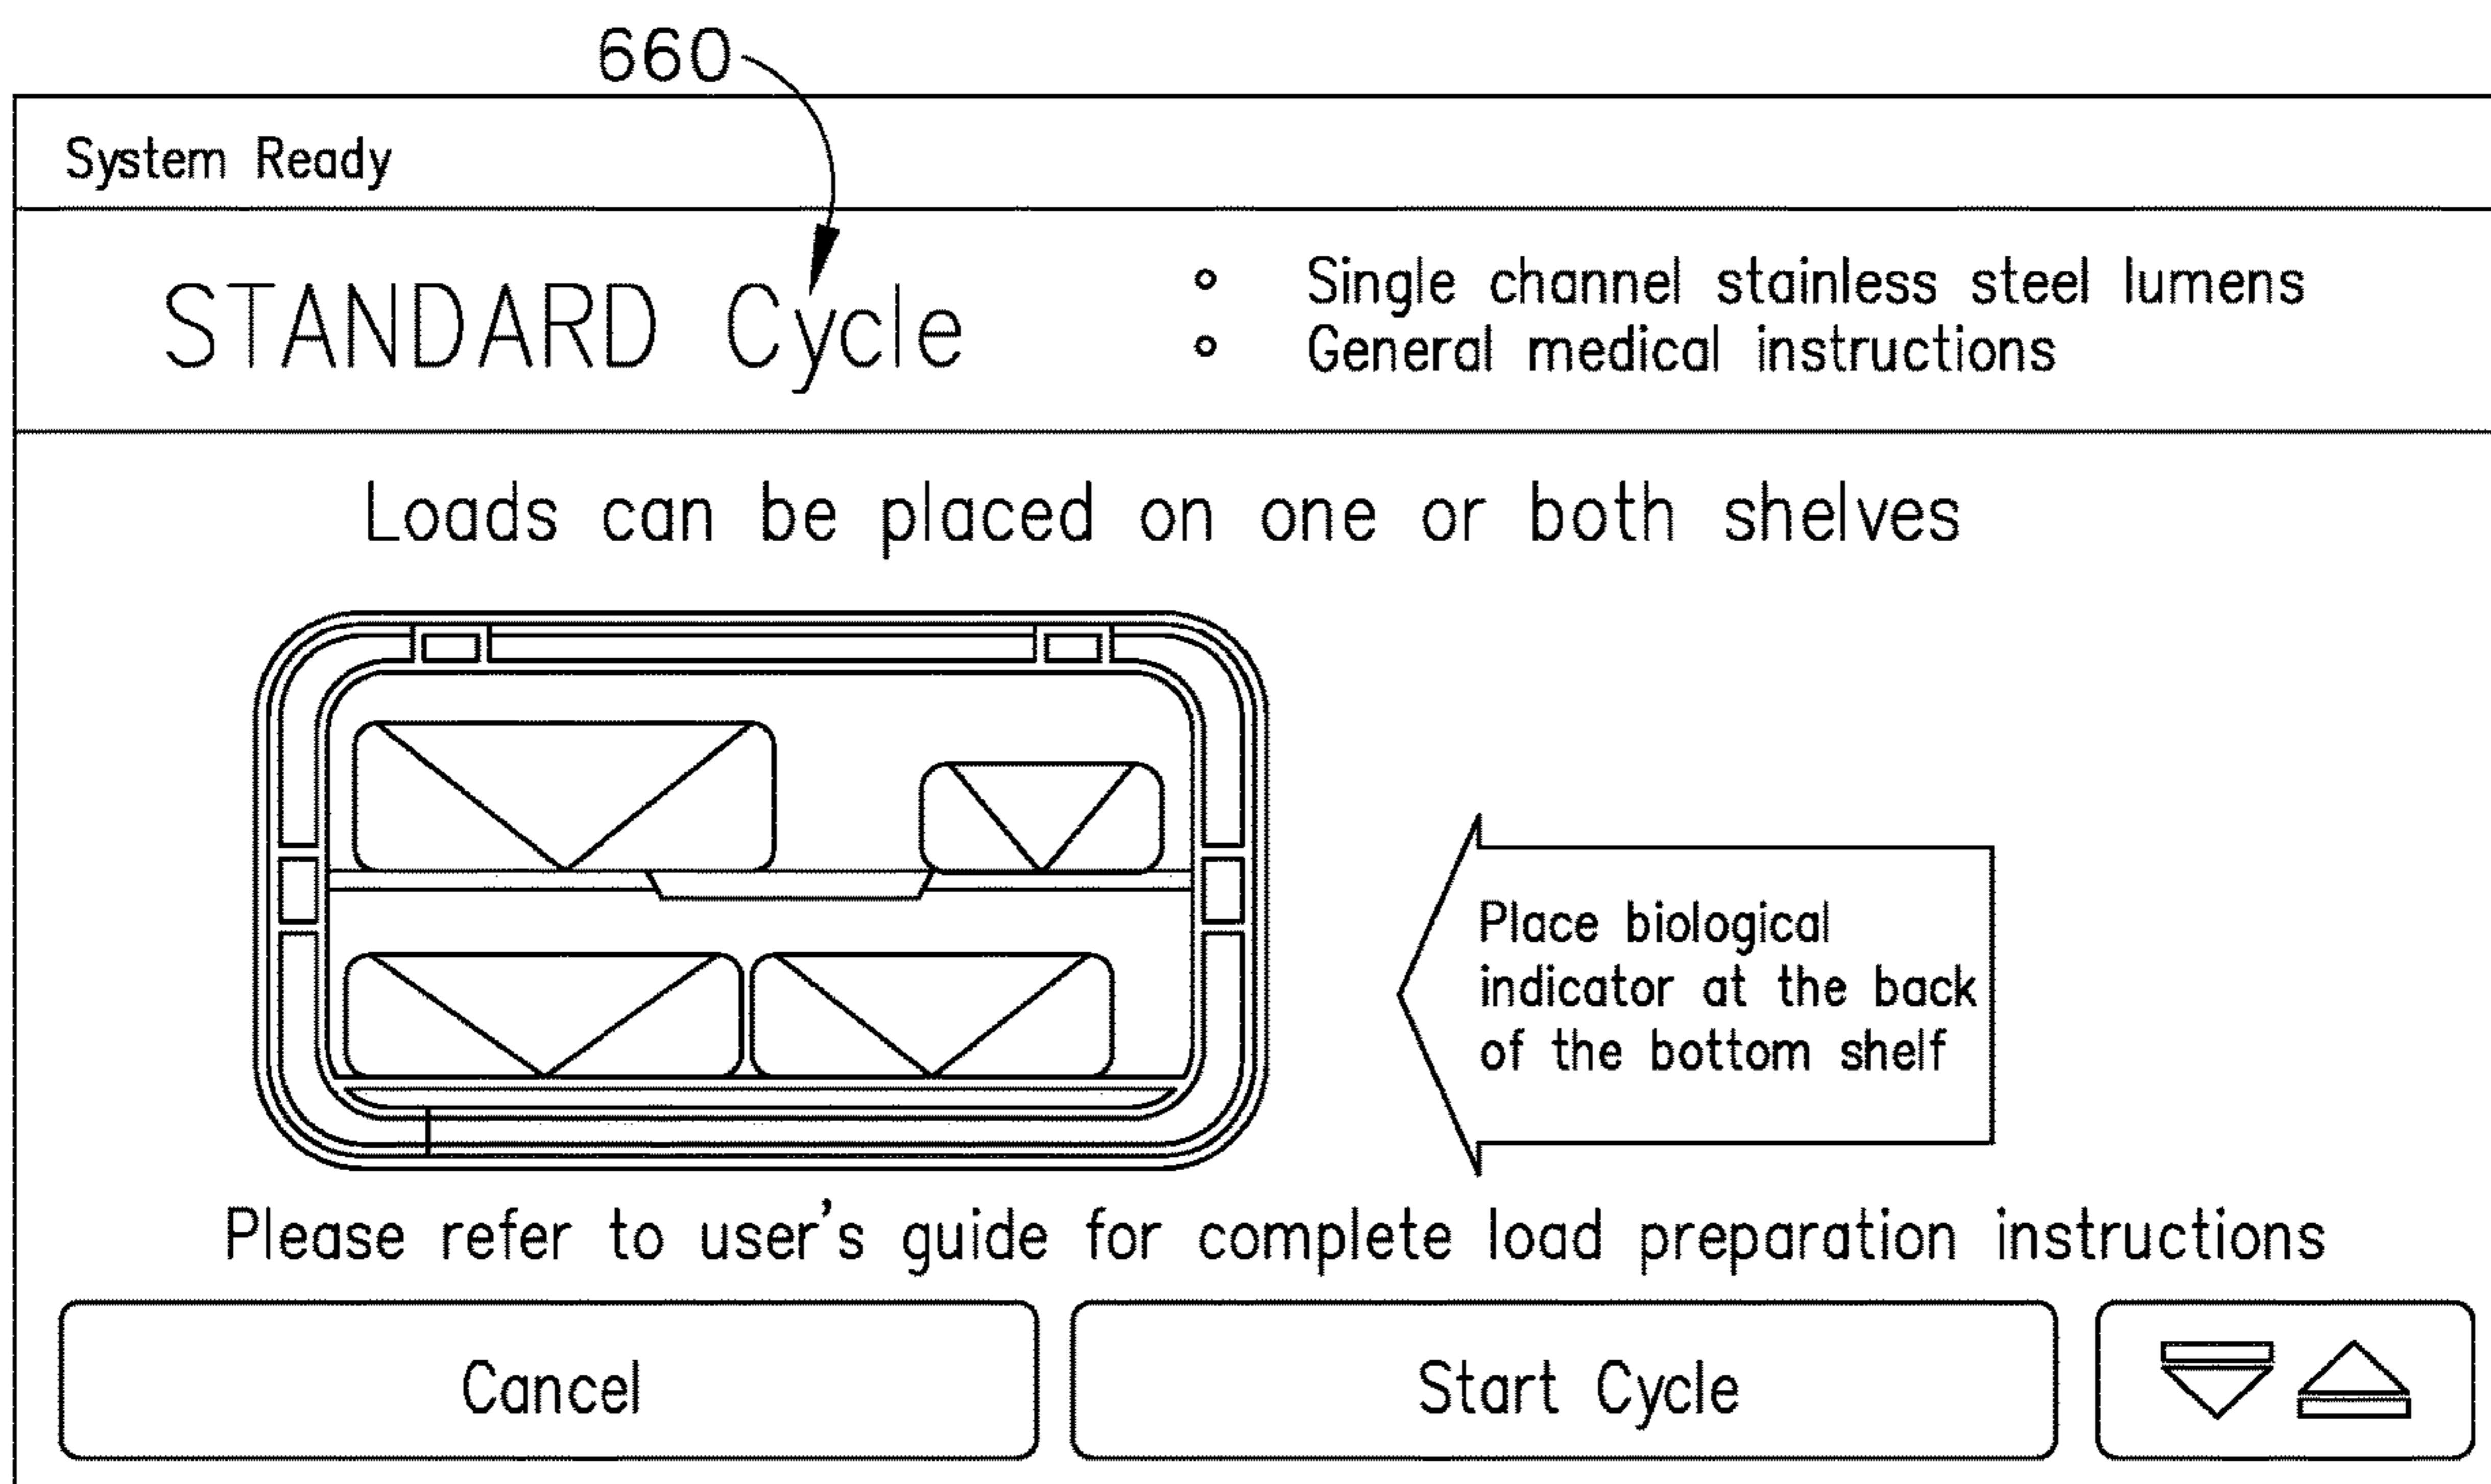 660
System Ready
STANDARD Cycle
° Single channel stainless steel lumens
° General medical instructions
Loads can be placed on one or both shelves
Place biological
indicator at the back
of the bottom shelf
Please refer to user's guide for complete load preparation instructions
Cancel
Start Cycle